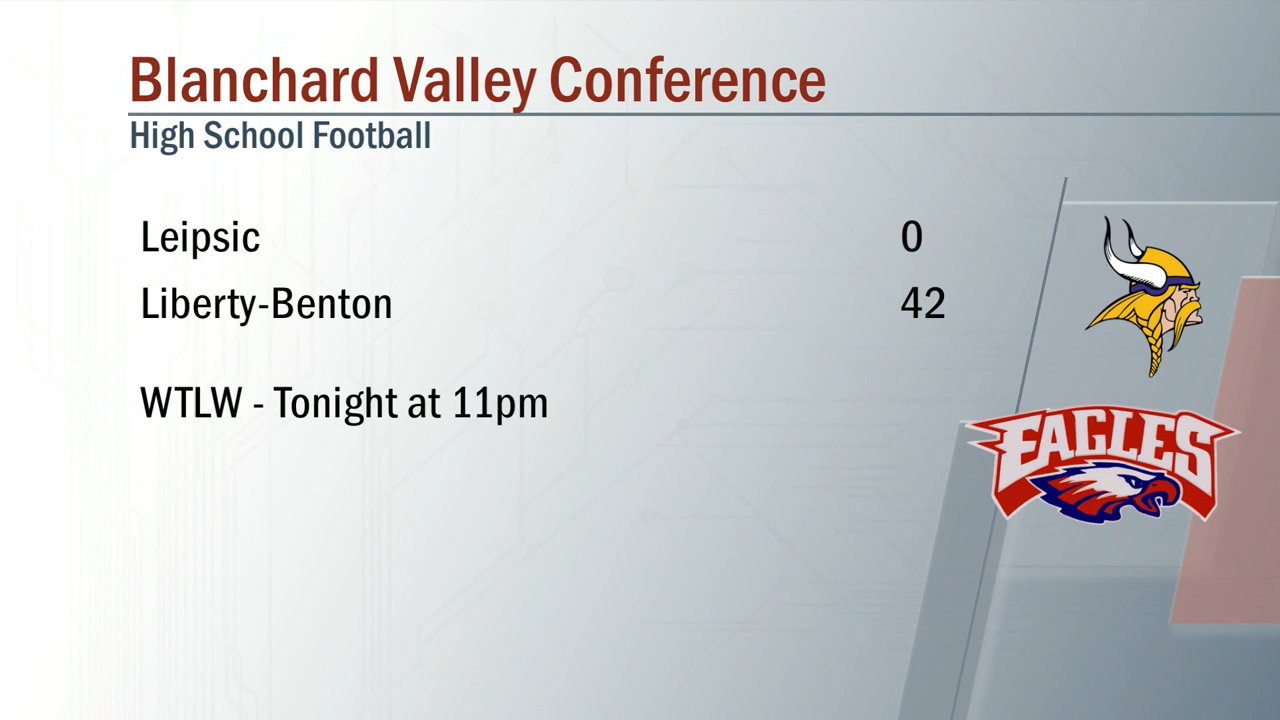 Blanchard Valley Conference
High School Football
Leipsic 0
Liberty-Benton 42
WTLW - Tonight at 11pm
EAGLES